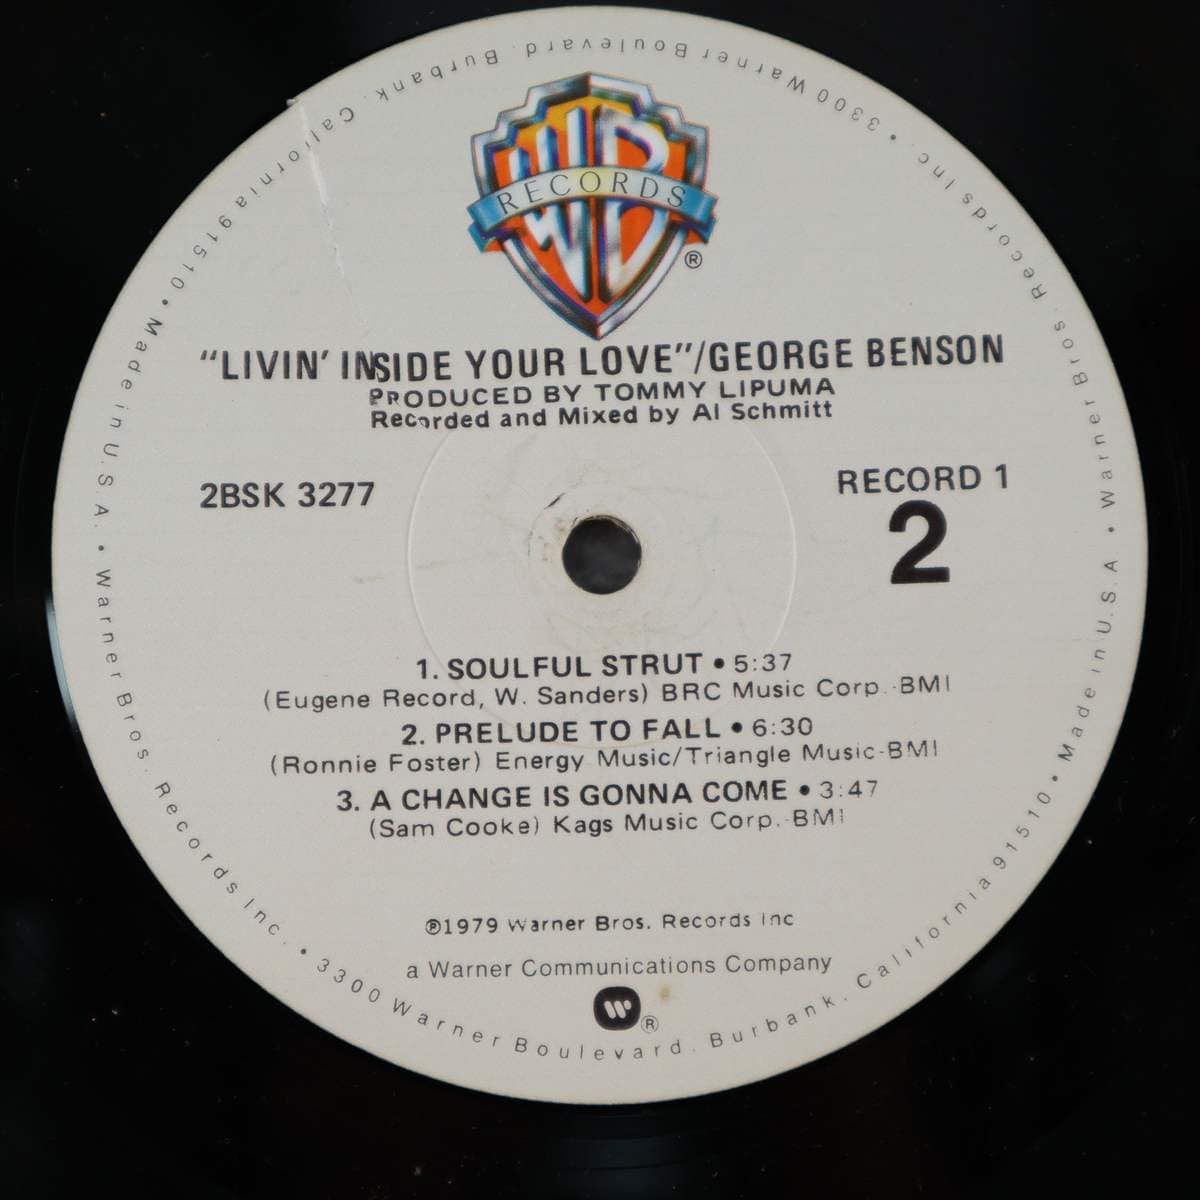 WB
RECORDS
®
"LIVIN' INSIDE YOUR LOVE"/GEORGE BENSON
PRODUCED BY TOMMY LIPUMA
Recorded and Mixed by Al Schmitt
2BSK 3277
RECORD 1
2
1. SOULFUL STRUT • 5:37
(Eugene Record, W. Sanders) BRC Music Corp.-BMI
2. PRELUDE TO FALL • 6:30
(Ronnie Foster) Energy Music/Triangle Music-BMI
3. A CHANGE IS GONNA COME • 3:47
(Sam Cooke) Kags Music Corp.-BMI
℗1979 Warner Bros. Records Inc
a Warner Communications Company
W ®
Warner Bros. Records Inc. • 3300 Warner Boulevard. Burbank. California 91510 • Made in U.S.A. • Warner Bros. Records Inc. • 3300 Warner Boulevard. Burbank. California 91510 • Made in U.S.A •